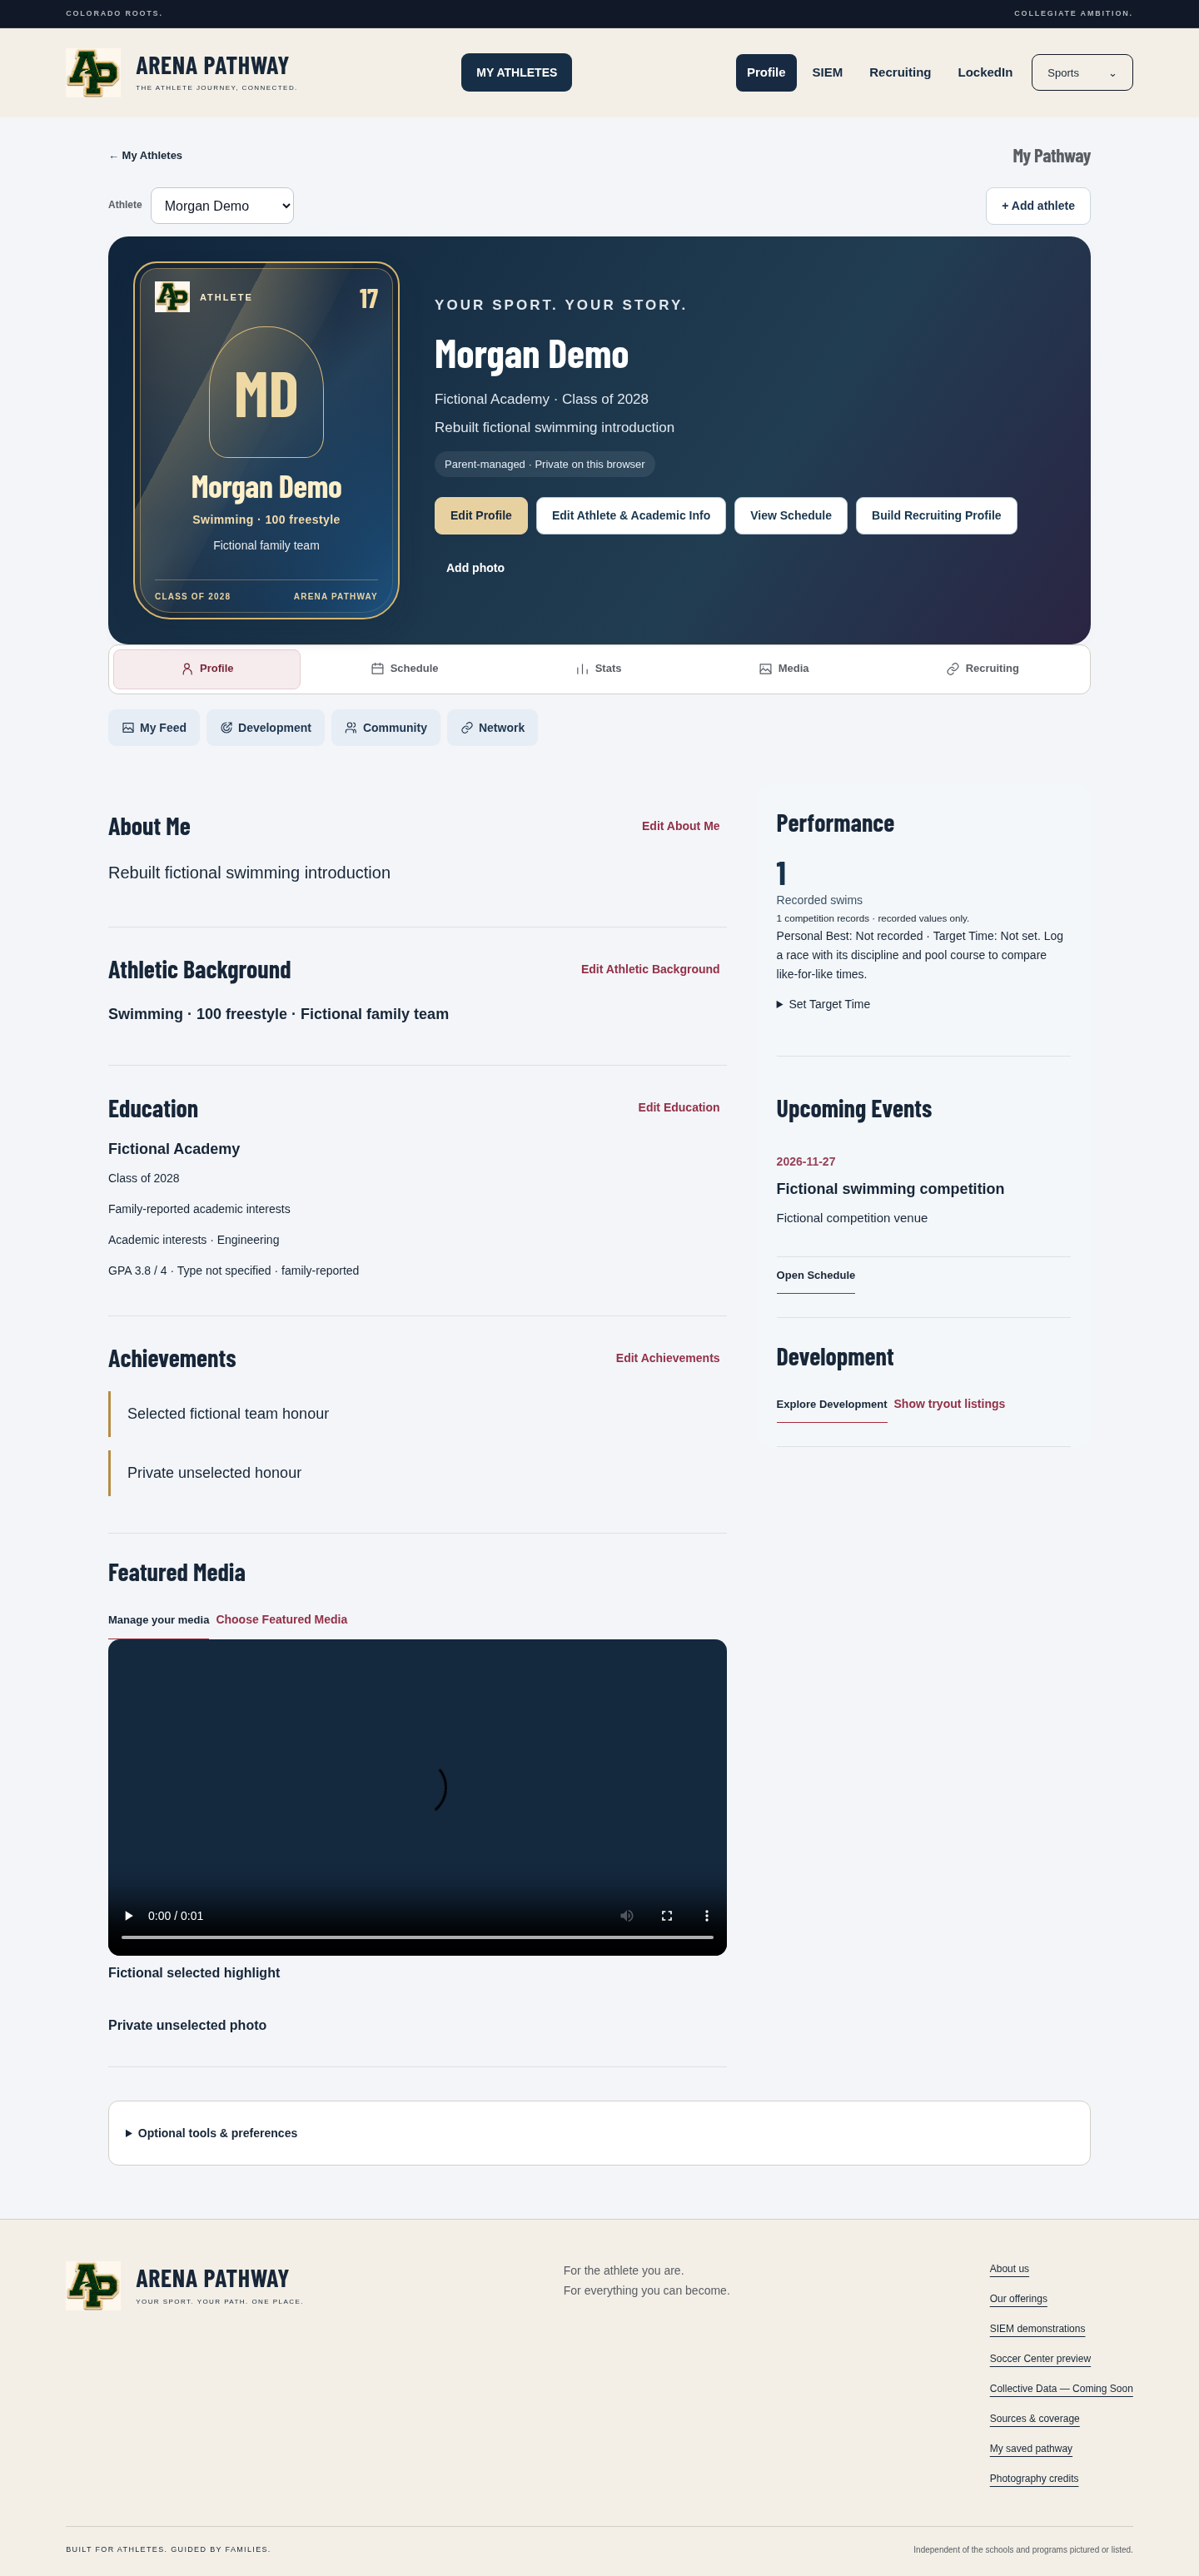 COLORADO ROOTS.
COLLEGIATE AMBITION.
AP
ARENA PATHWAY
THE ATHLETE JOURNEY, CONNECTED.
MY ATHLETES
Profile
SIEM
Recruiting
LockedIn
Sports
← My Athletes
My Pathway
Athlete
Morgan Demo
+ Add athlete
AP
ATHLETE
17
MD
Morgan Demo
Swimming · 100 freestyle
Fictional family team
CLASS OF 2028
ARENA PATHWAY
YOUR SPORT. YOUR STORY.
Morgan Demo
Fictional Academy · Class of 2028
Rebuilt fictional swimming introduction
Parent-managed · Private on this browser
Edit Profile
Edit Athlete & Academic Info
View Schedule
Build Recruiting Profile
Add photo
Profile
Schedule
Stats
Media
Recruiting
My Feed
Development
Community
Network
About Me
Edit About Me
Rebuilt fictional swimming introduction
Athletic Background
Edit Athletic Background
Swimming · 100 freestyle · Fictional family team
Education
Edit Education
Fictional Academy
Class of 2028
Family-reported academic interests
Academic interests · Engineering
GPA 3.8 / 4 · Type not specified · family-reported
Achievements
Edit Achievements
Selected fictional team honour
Private unselected honour
Featured Media
Manage your media
Choose Featured Media
0:00 / 0:01
Fictional selected highlight
Private unselected photo
Performance
1
Recorded swims
1 competition records · recorded values only.
Personal Best: Not recorded · Target Time: Not set. Log
a race with its discipline and pool course to compare
like-for-like times.
Set Target Time
Upcoming Events
2026-11-27
Fictional swimming competition
Fictional competition venue
Open Schedule
Development
Explore Development
Show tryout listings
Optional tools & preferences
AP
ARENA PATHWAY
YOUR SPORT. YOUR PATH. ONE PLACE.
For the athlete you are.
For everything you can become.
About us
Our offerings
SIEM demonstrations
Soccer Center preview
Collective Data — Coming Soon
Sources & coverage
My saved pathway
Photography credits
BUILT FOR ATHLETES. GUIDED BY FAMILIES.
Independent of the schools and programs pictured or listed.